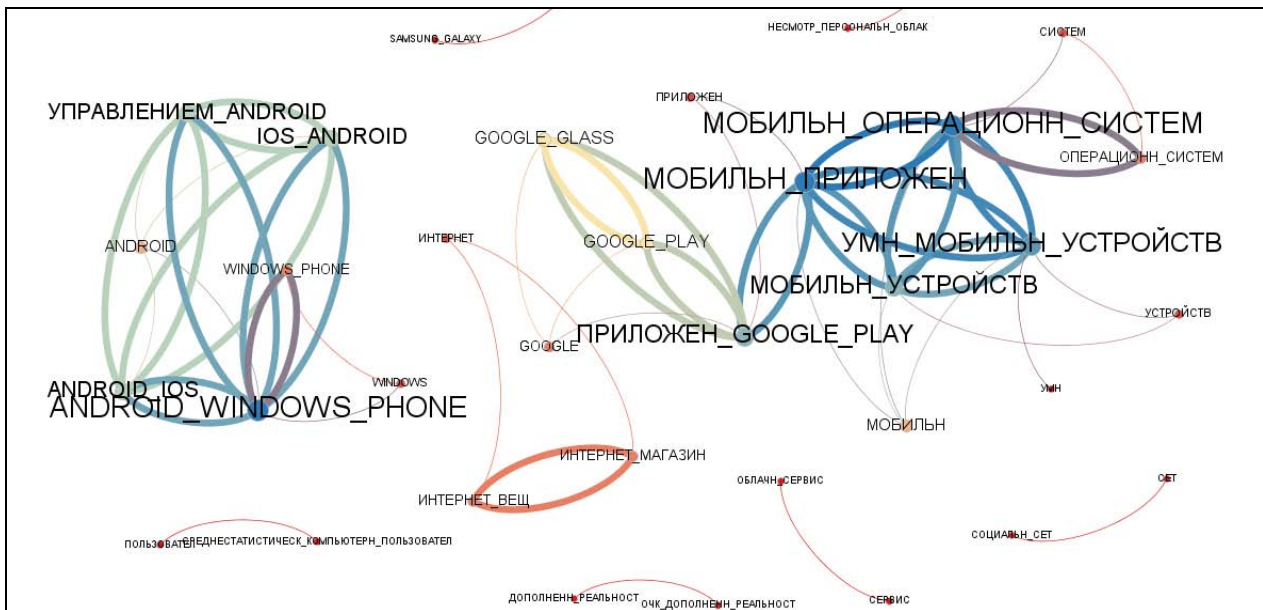 SAMSUNG_GALAXY
НЕСМОТР_ПЕРСОНАЛЬН_ОБЛАК
СИСТЕМ
ПРИЛОЖЕН
УПРАВЛЕНИЕМ_ANDROID
IOS_ANDROID
GOOGLE_GLASS
МОБИЛЬН_ОПЕРАЦИОНН_СИСТЕМ
ОПЕРАЦИОНН_СИСТЕМ
МОБИЛЬН_ПРИЛОЖЕН
ИНТЕРНЕТ
ANDROID
GOOGLE_PLAY
УМН_МОБИЛЬН_УСТРОЙСТВ
WINDOWS_PHONE
МОБИЛЬН_УСТРОЙСТВ
УСТРОЙСТВ
ПРИЛОЖЕН_GOOGLE_PLAY
GOOGLE
WINDOWS
ANDROID_IOS
УМН
ANDROID_WINDOWS_PHONE
МОБИЛЬН
ИНТЕРНЕТ_МАГАЗИН
ИНТЕРНЕТ_ВЕЩ
ОБЛАЧН_СЕРВИС
СЕТ
СОЦИАЛЬН_СЕТ
ПОЛЬЗОВАТЕЛ
СРЕДНЕСТАТИСТИЧЕСК_КОМПЬЮТЕРН_ПОЛЬЗОВАТЕЛ
ДОПОЛНЕНН_РЕАЛЬНОСТ
ОЧК_ДОПОЛНЕНН_РЕАЛЬНОСТ
СЕРВИС